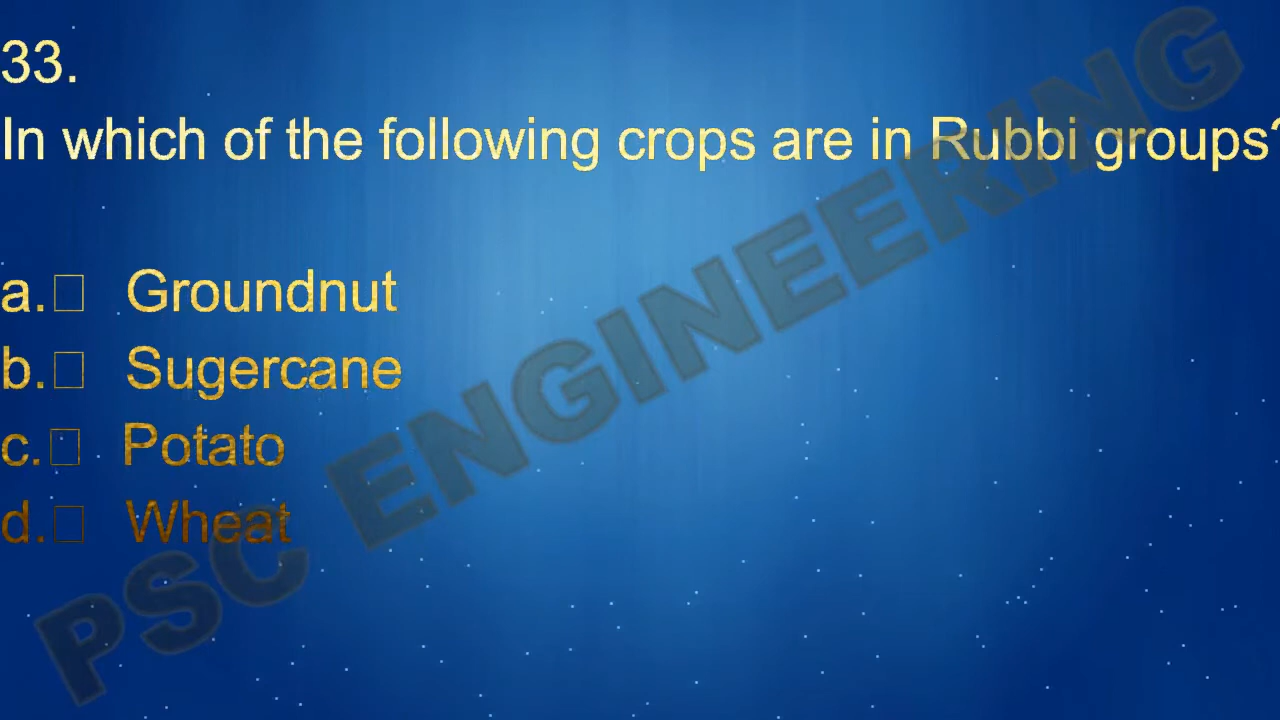 33.
In which of the following crops are in Rubbi groups?
a.□ Groundnut
b.□ Sugercane
c.□ Potato
d.□ Wheat
PSC ENGINEERING